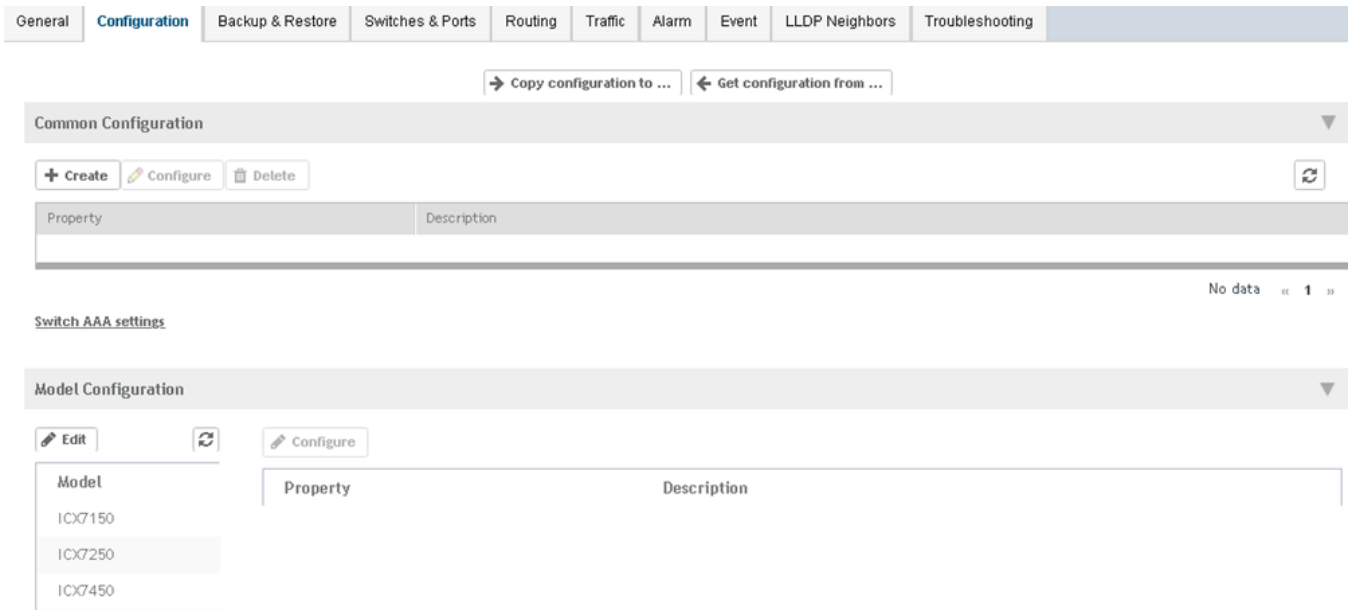 General Configuration Backup & Restore Switches & Ports Routing Traffic Alarm Event LLDP Neighbors Troubleshooting
Copy configuration to ... Get configuration from ...
Common Configuration
Create Configure Delete
Property Description
No data « 1 »
Switch AAA settings
Model Configuration
Edit Configure
Model Property Description
ICX7150
ICX7250
ICX7450